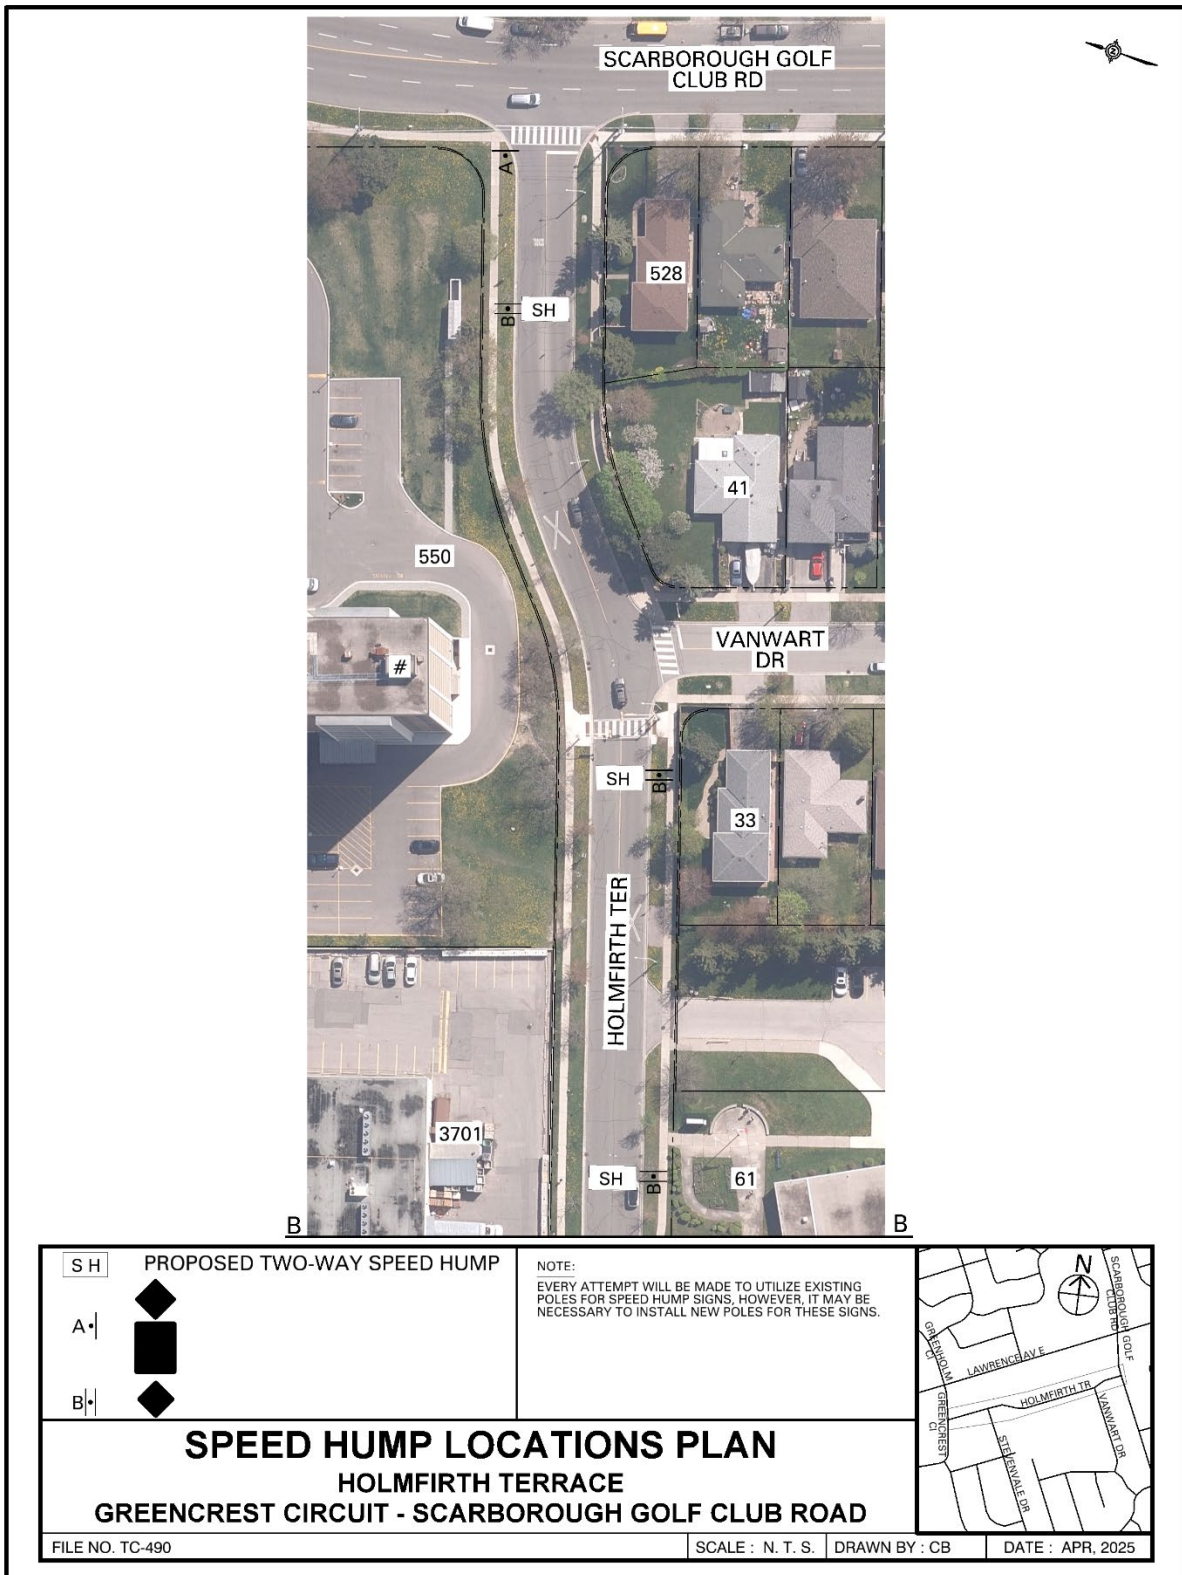 SCARBOROUGH GOLF
CLUB RD
N
A
528
B
SH
41
550
VANWART
DR
#
SH
B
33
HOLMFIRTH TER
3701
SH
B
61
B
B
SH
PROPOSED TWO-WAY SPEED HUMP
A
B
NOTE:
EVERY ATTEMPT WILL BE MADE TO UTILIZE EXISTING
POLES FOR SPEED HUMP SIGNS, HOWEVER, IT MAY BE
NECESSARY TO INSTALL NEW POLES FOR THESE SIGNS.
N
SCARBOROUGH GOLF
CLUB RD
GREENHOLM
CI
LAWRENCE AV E
HOLMFIRTH TR
GREENCREST
CI
VANWART DR
STEVENVALE DR
SPEED HUMP LOCATIONS PLAN
HOLMFIRTH TERRACE
GREENCREST CIRCUIT - SCARBOROUGH GOLF CLUB ROAD
FILE NO. TC-490
SCALE : N. T. S.
DRAWN BY : CB
DATE : APR, 2025